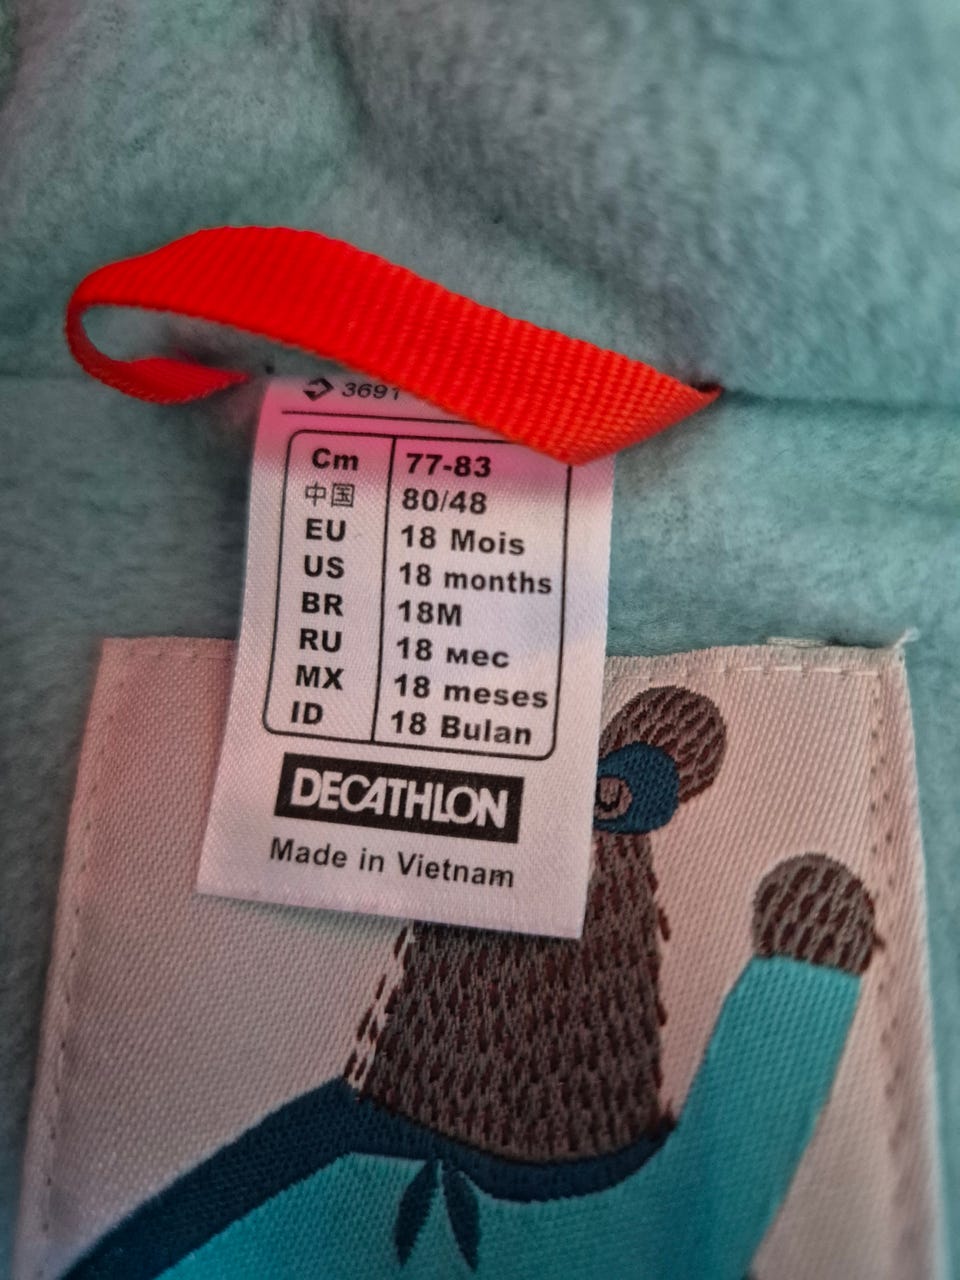 3691
Cm 77-83
中国 80/48
EU 18 Mois
US 18 months
BR 18M
RU 18 мес
MX 18 meses
ID 18 Bulan
DECATHLON
Made in Vietnam